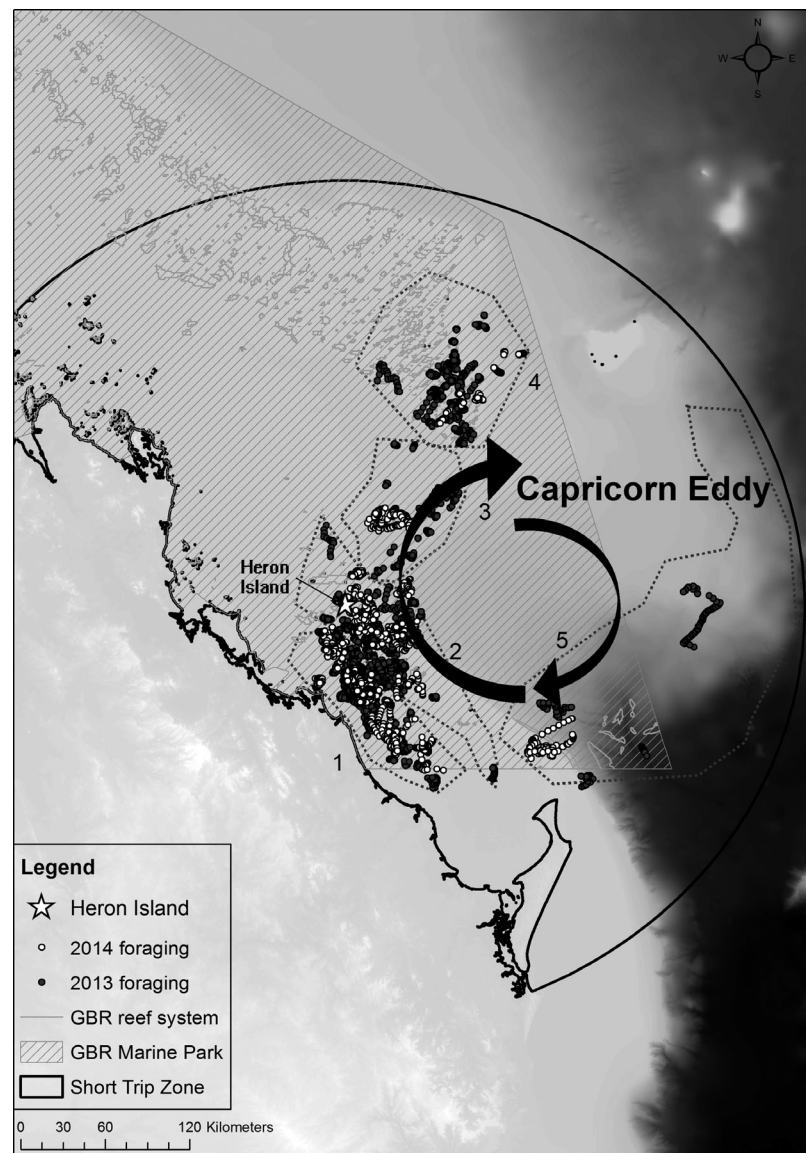 N
W E
S
4
Capricorn Eddy
3
Heron
Island
5
2
1
Legend
Heron Island
2014 foraging
2013 foraging
GBR reef system
GBR Marine Park
Short Trip Zone
0 30 60 120 Kilometers